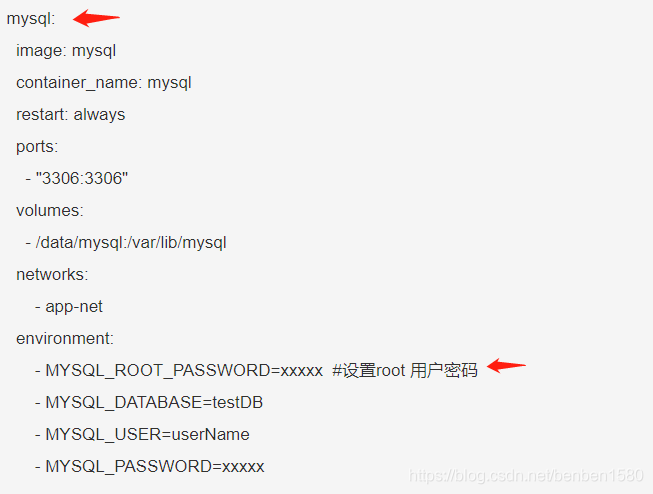 mysql:
image: mysql
container_name: mysql
restart: always
ports:
- "3306:3306"
volumes:
- /data/mysql:/var/lib/mysql
networks:
- app-net
environment:
- MYSQL_ROOT_PASSWORD=xxxxx #设置root 用户密码
- MYSQL_DATABASE=testDB
- MYSQL_USER=userName
- MYSQL_PASSWORD=xxxxx
https://blog.csdn.net/benben1580